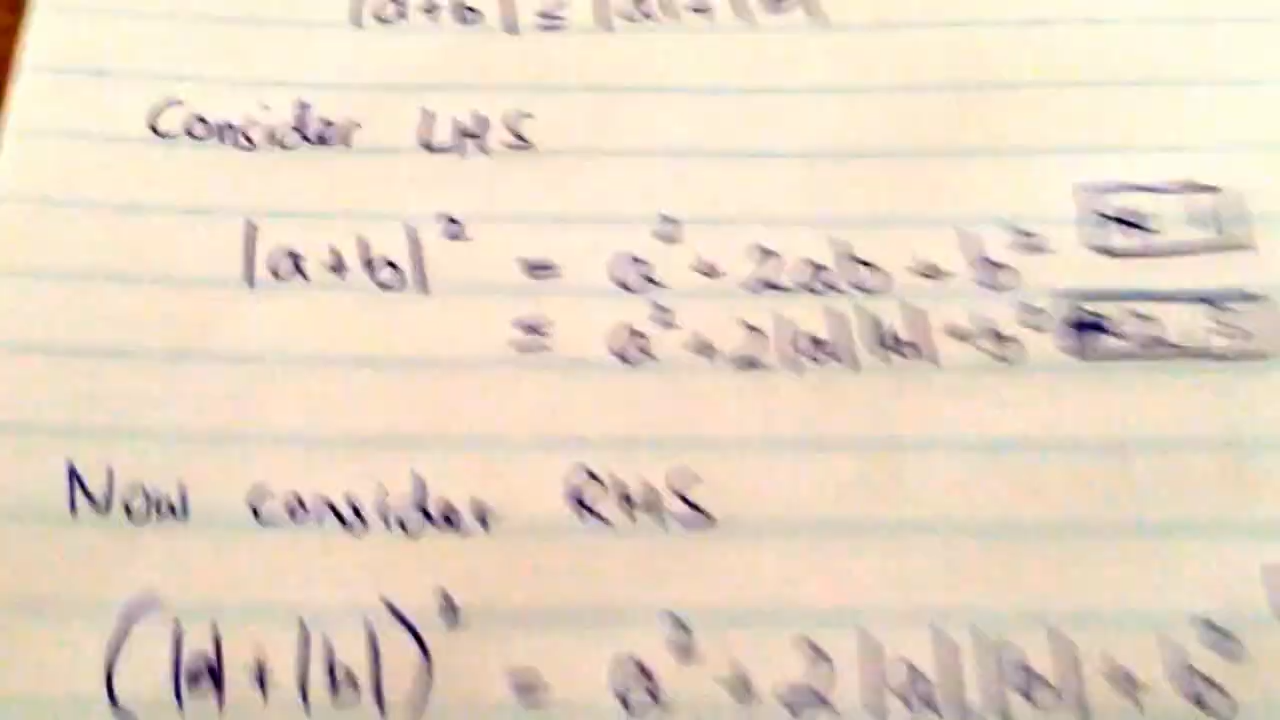 |a+b| ≤ |a|+|b|
Consider LHS
|a+b|² = a² + 2ab + b²
= a² + 2|a||b| + b²
Now consider RHS
(|a| + |b|)² = a² + 2|a||b| + b²